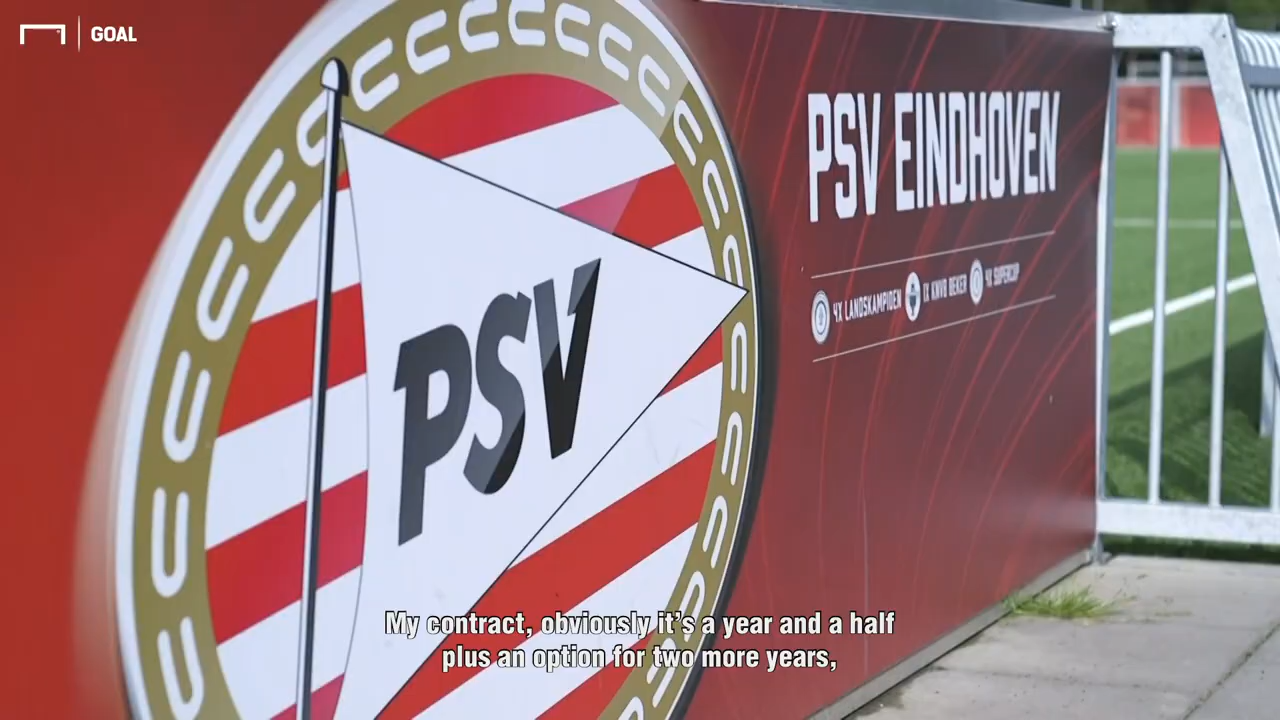 GOAL
PSV EINDHOVEN
4X LANDSKAMPIOEN 1X KNVB BEKER 4X SUPERCUP
PSV
My contract, obviously it's a year and a half
plus an option for two more years,